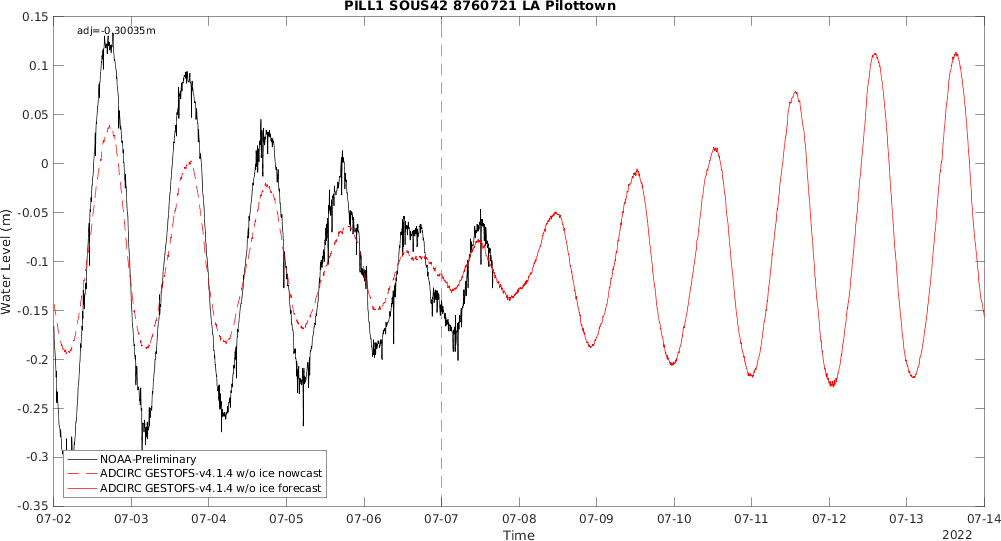 PILL1 SOUS42 8760721 LA Pilottown
adj=-0.30035m
0.15
0.1
0.05
0
-0.05
-0.1
-0.15
-0.2
-0.25
-0.3
-0.35
Water Level (m)
NOAA-Preliminary
ADCIRC GESTOFS-v4.1.4 w/o ice nowcast
ADCIRC GESTOFS-v4.1.4 w/o ice forecast
07-02 07-03 07-04 07-05 07-06 07-07 07-08 07-09 07-10 07-11 07-12 07-13 07-14
Time
2022